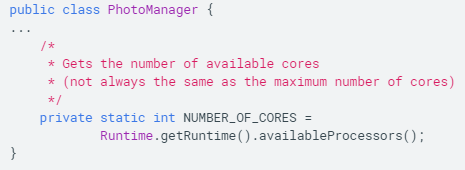 public class PhotoManager {
...
/*
* Gets the number of available cores
* (not always the same as the maximum number of cores)
*/
private static int NUMBER_OF_CORES =
Runtime.getRuntime().availableProcessors();
}